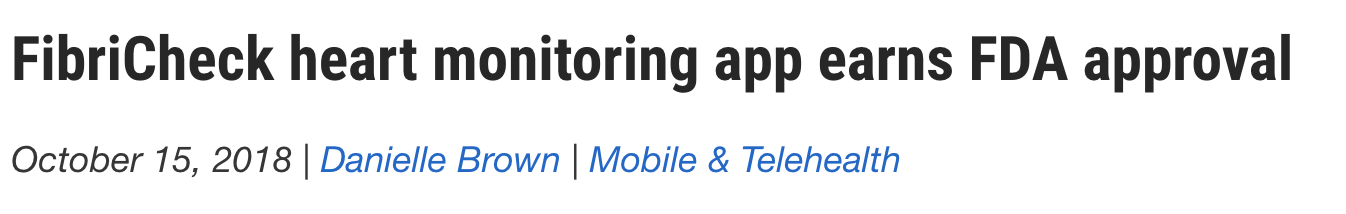 FibriCheck heart monitoring app earns FDA approval
October 15, 2018 | Danielle Brown | Mobile & Telehealth